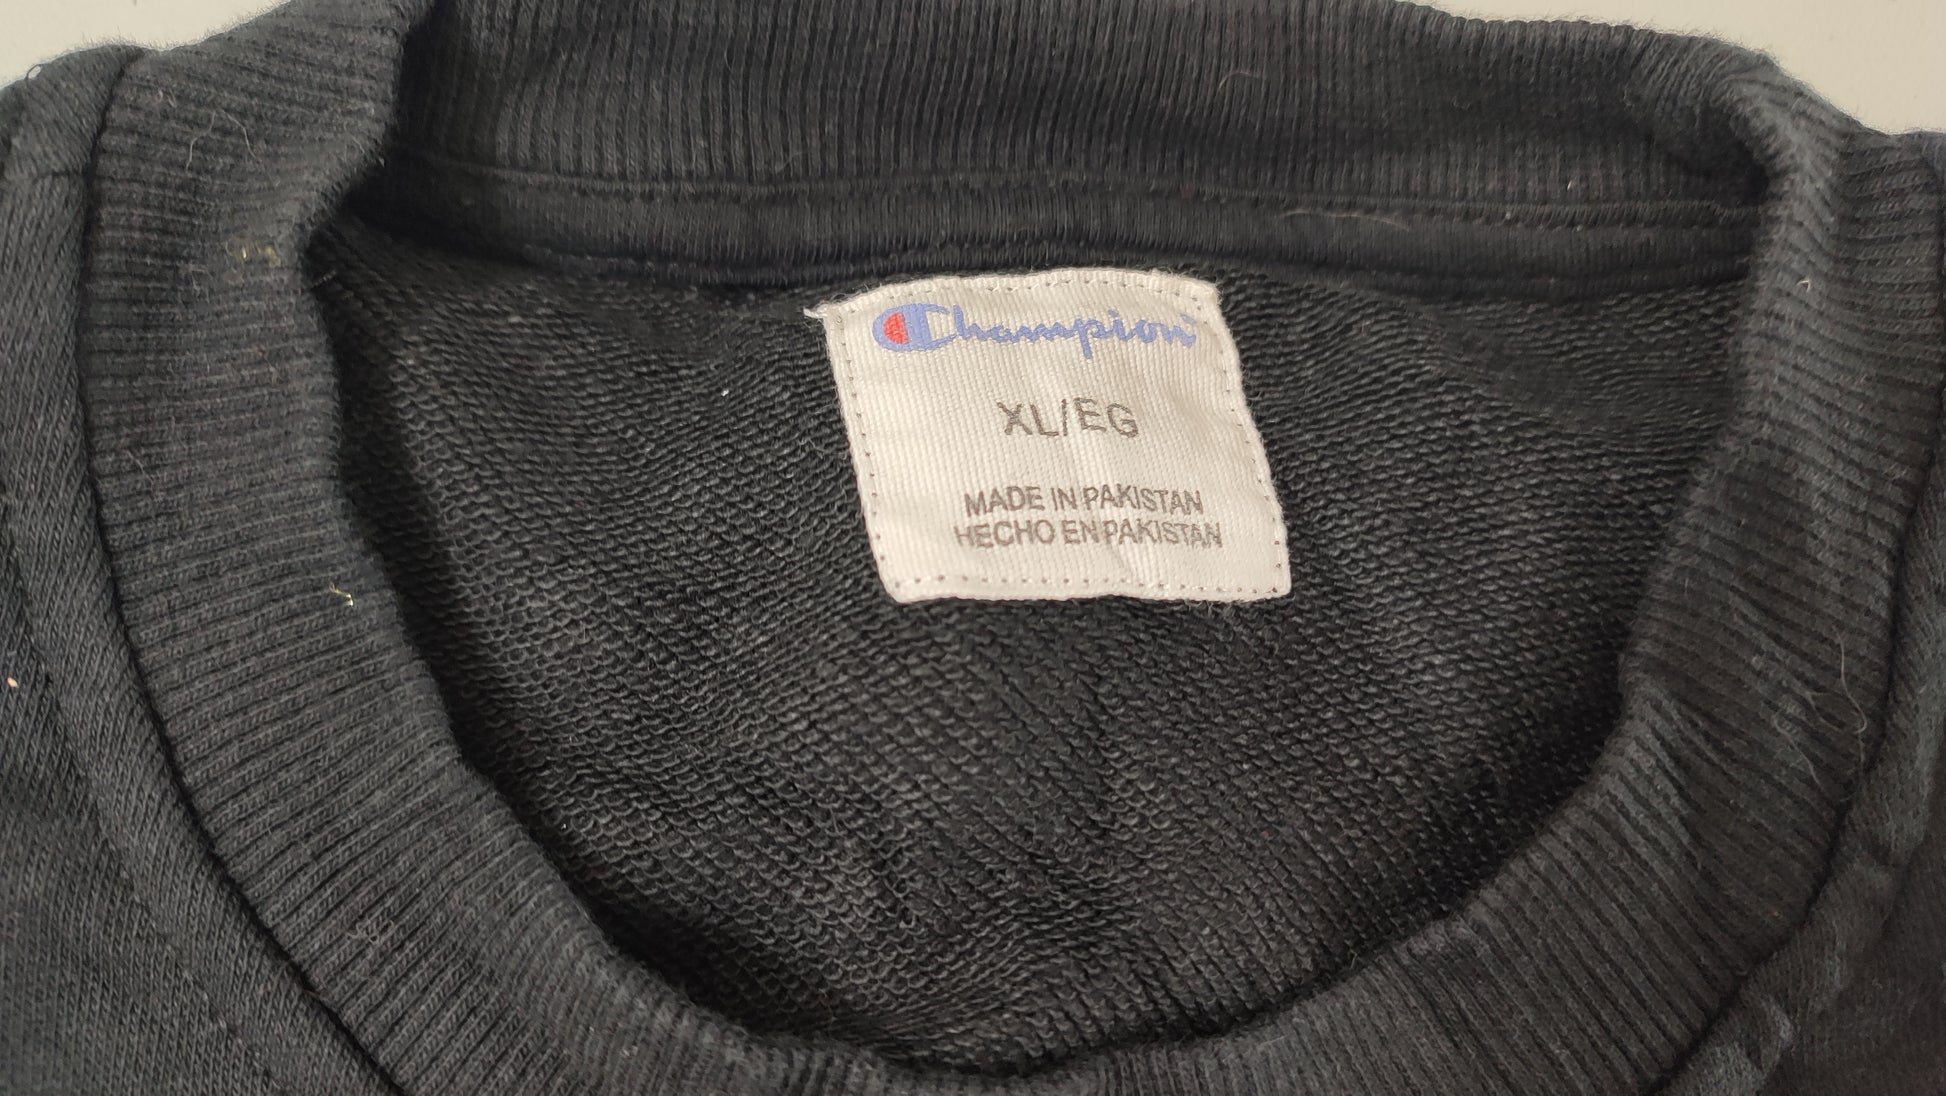 Champion
XL/EG
MADE IN PAKISTAN
HECHO EN PAKISTAN